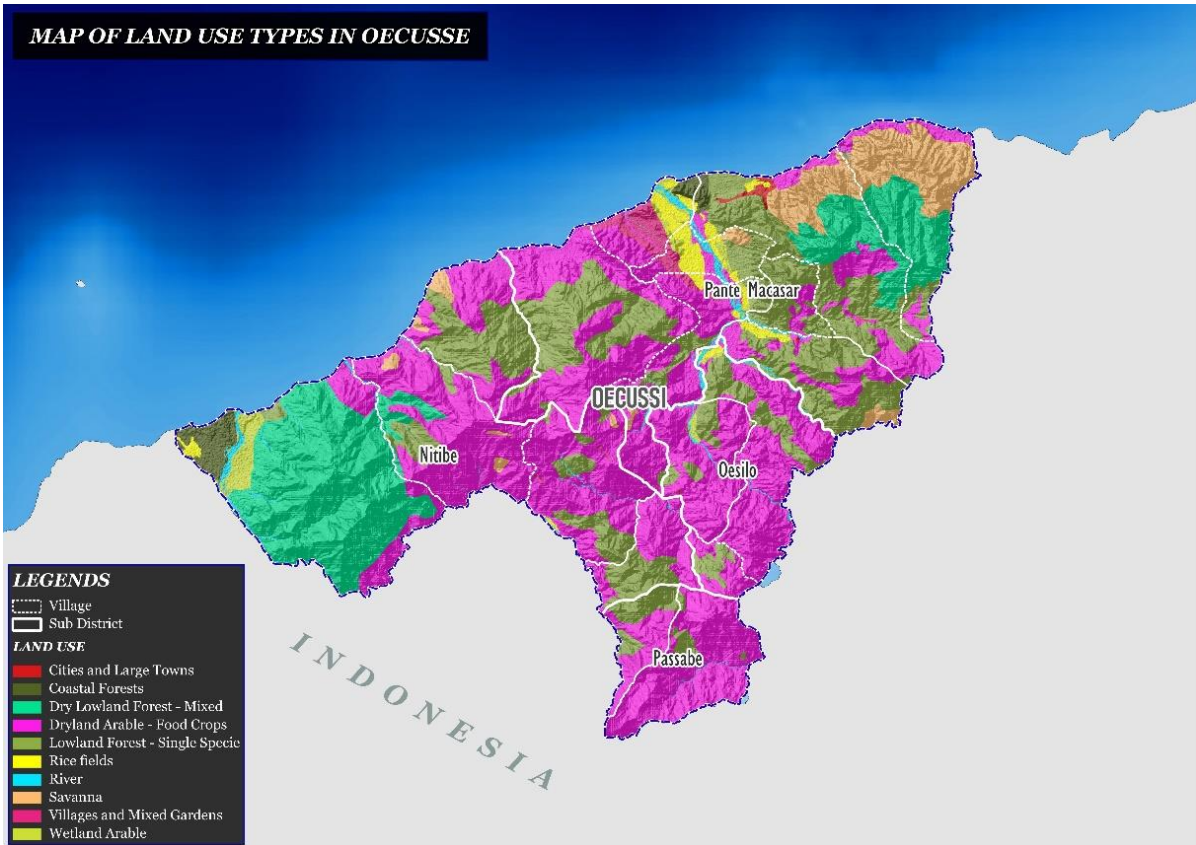 MAP OF LAND USE TYPES IN OECUSSE
Pante Macasar
OECUSSI
Nitibe
Oesilo
Passabe
INDONESIA
LEGENDS
Village
Sub District
LAND USE
Cities and Large Towns
Coastal Forests
Dry Lowland Forest - Mixed
Dryland Arable - Food Crops
Lowland Forest - Single Specie
Rice fields
River
Savanna
Villages and Mixed Gardens
Wetland Arable